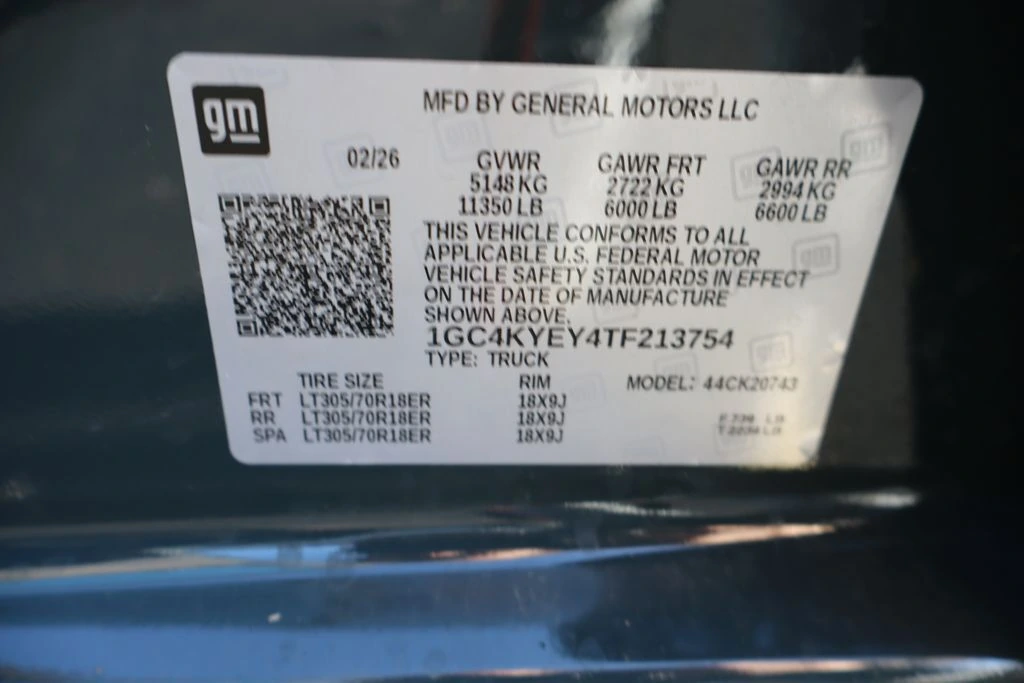 gm
MFD BY GENERAL MOTORS LLC
02/26 GVWR GAWR FRT GAWR RR
5148 KG 2722 KG 2994 KG
11350 LB 6000 LB 6600 LB
THIS VEHICLE CONFORMS TO ALL
APPLICABLE U.S. FEDERAL MOTOR
VEHICLE SAFETY STANDARDS IN EFFECT
ON THE DATE OF MANUFACTURE
SHOWN ABOVE.
1GC4KYEY4TF213754
TYPE: TRUCK
TIRE SIZE RIM MODEL: 44CK20743
FRT LT305/70R18ER 18X9J
RR LT305/70R18ER 18X9J
SPA LT305/70R18ER 18X9J